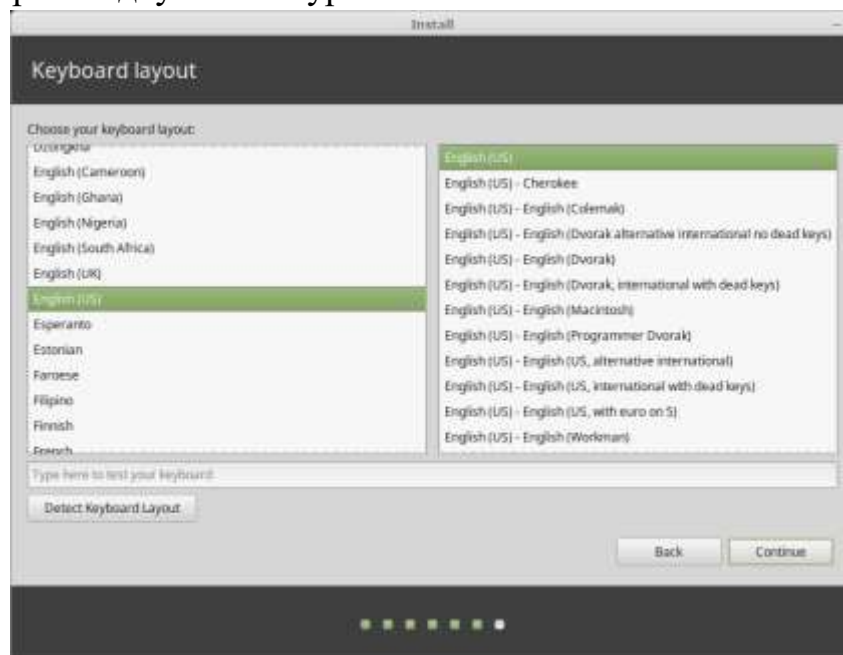 Install
Keyboard layout
Choose your keyboard layout:
Dzongkha
English (Cameroon)
English (Ghana)
English (Nigeria)
English (South Africa)
English (UK)
English (US)
Esperanto
Estonian
Faroese
Filipino
Finnish
French
English (US)
English (US) - Cherokee
English (US) - English (Colemak)
English (US) - English (Dvorak alternative international no dead keys)
English (US) - English (Dvorak)
English (US) - English (Dvorak, international with dead keys)
English (US) - English (Macintosh)
English (US) - English (Programmer Dvorak)
English (US) - English (US, alternative international)
English (US) - English (US, international with dead keys)
English (US) - English (US, with euro on 5)
English (US) - English (Workman)
Type here to test your keyboard
Detect Keyboard Layout
Back
Continue